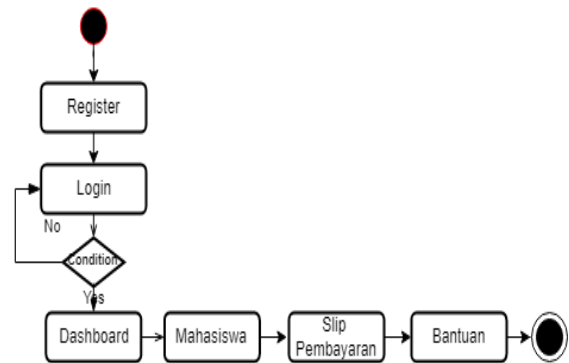 Register
Login
No
Condition
Yes
Dashboard
Mahasiswa
Slip
Pembayaran
Bantuan